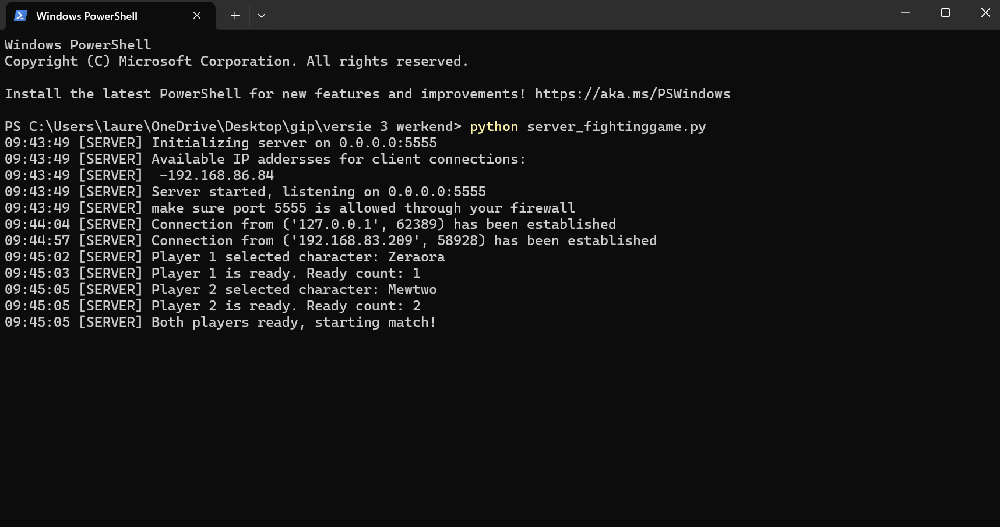 Windows PowerShell
Windows PowerShell
Copyright (C) Microsoft Corporation. All rights reserved.
Install the latest PowerShell for new features and improvements! https://aka.ms/PSWindows
PS C:\Users\laure\OneDrive\Desktop\gip\versie 3 werkend> python server_fightinggame.py
09:43:49 [SERVER] Initializing server on 0.0.0.0:5555
09:43:49 [SERVER] Available IP addersses for client connections:
09:43:49 [SERVER]  -192.168.86.84
09:43:49 [SERVER] Server started, listening on 0.0.0.0:5555
09:43:49 [SERVER] make sure port 5555 is allowed through your firewall
09:44:04 [SERVER] Connection from ('127.0.0.1', 62389) has been established
09:44:57 [SERVER] Connection from ('192.168.83.209', 58928) has been established
09:45:02 [SERVER] Player 1 selected character: Zeraora
09:45:03 [SERVER] Player 1 is ready. Ready count: 1
09:45:05 [SERVER] Player 2 selected character: Mewtwo
09:45:05 [SERVER] Player 2 is ready. Ready count: 2
09:45:05 [SERVER] Both players ready, starting match!